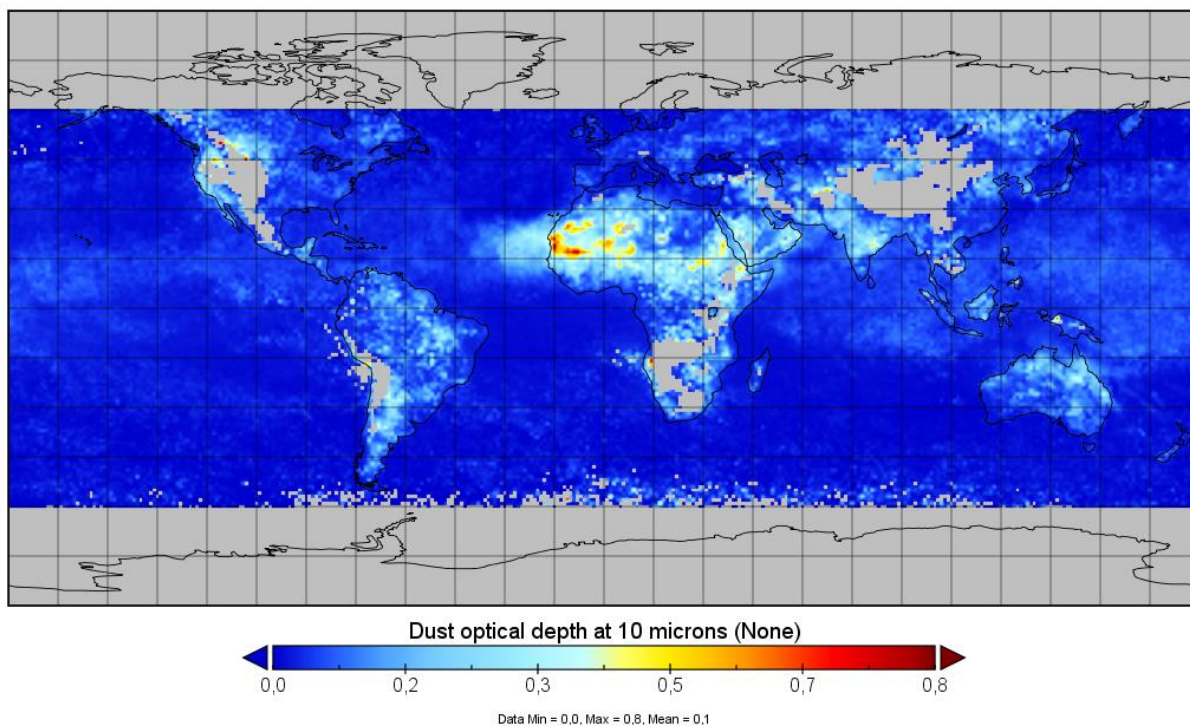 Dust optical depth at 10 microns (None)
0,0 0,2 0,3 0,5 0,7 0,8
Data Min = 0,0, Max = 0,8, Mean = 0,1